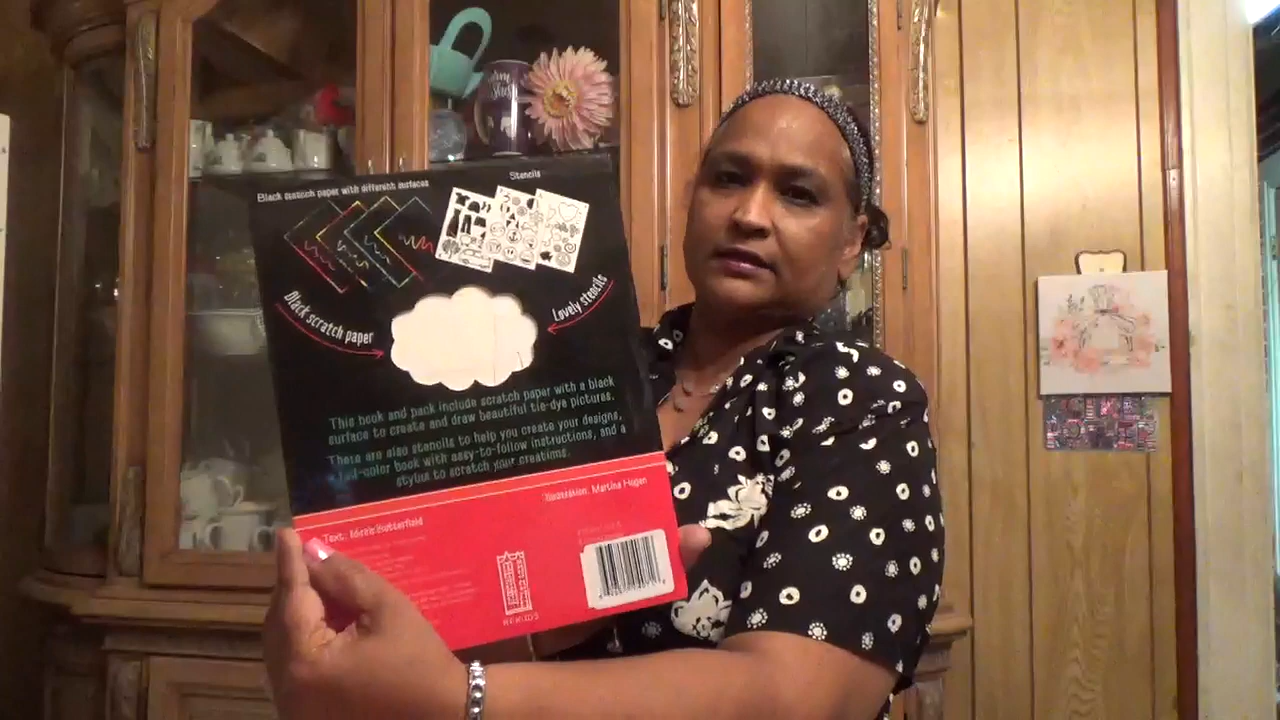 Black scratch paper with different surfaces
Stencils
Black scratch paper
Lovely stencils
This book and pack include scratch paper with a black
surface to create and draw beautiful tie-dye pictures.
There are also stencils to help you create your designs,
a full-color book with easy-to-follow instructions, and a
stylus to scratch your creations.
Illustration: Martina Hogan
Text: Moira Butterfield